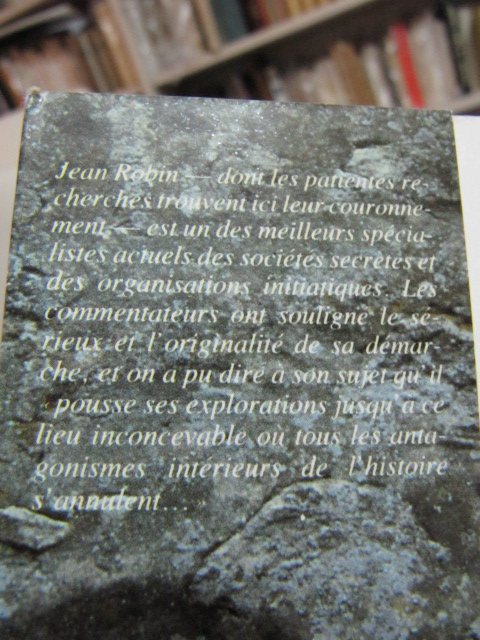 Jean Robin — dont les patientes re-
cherches trouvent ici leur couronne-
ment — est un des meilleurs spécia-
listes actuels des sociétés secrètes et
des organisations initiatiques. Les
commentateurs ont souligné le sé-
rieux et l'originalité de sa démar-
che, et on a pu dire à son sujet qu'il
« pousse ses explorations jusqu'à ce
lieu inconcevable où tous les anta-
gonismes intérieurs de l'histoire
s'annulent... »